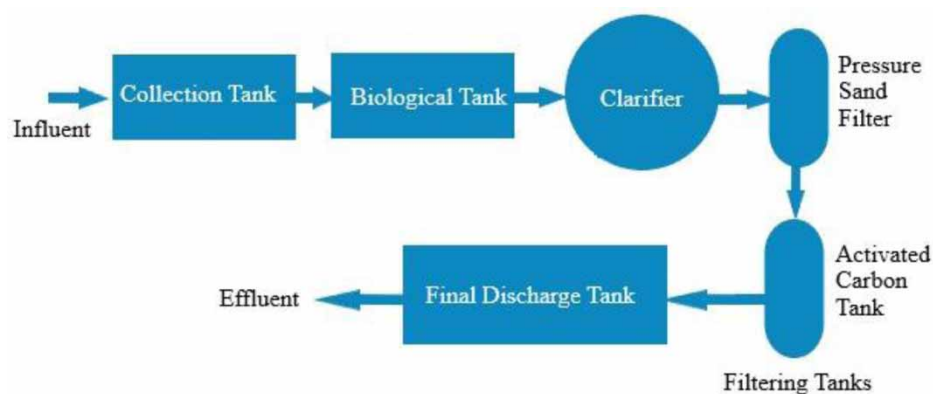 Influent
Collection Tank
Biological Tank
Clarifier
Pressure
Sand
Filter
Activated
Carbon
Tank
Filtering Tanks
Final Discharge Tank
Effluent